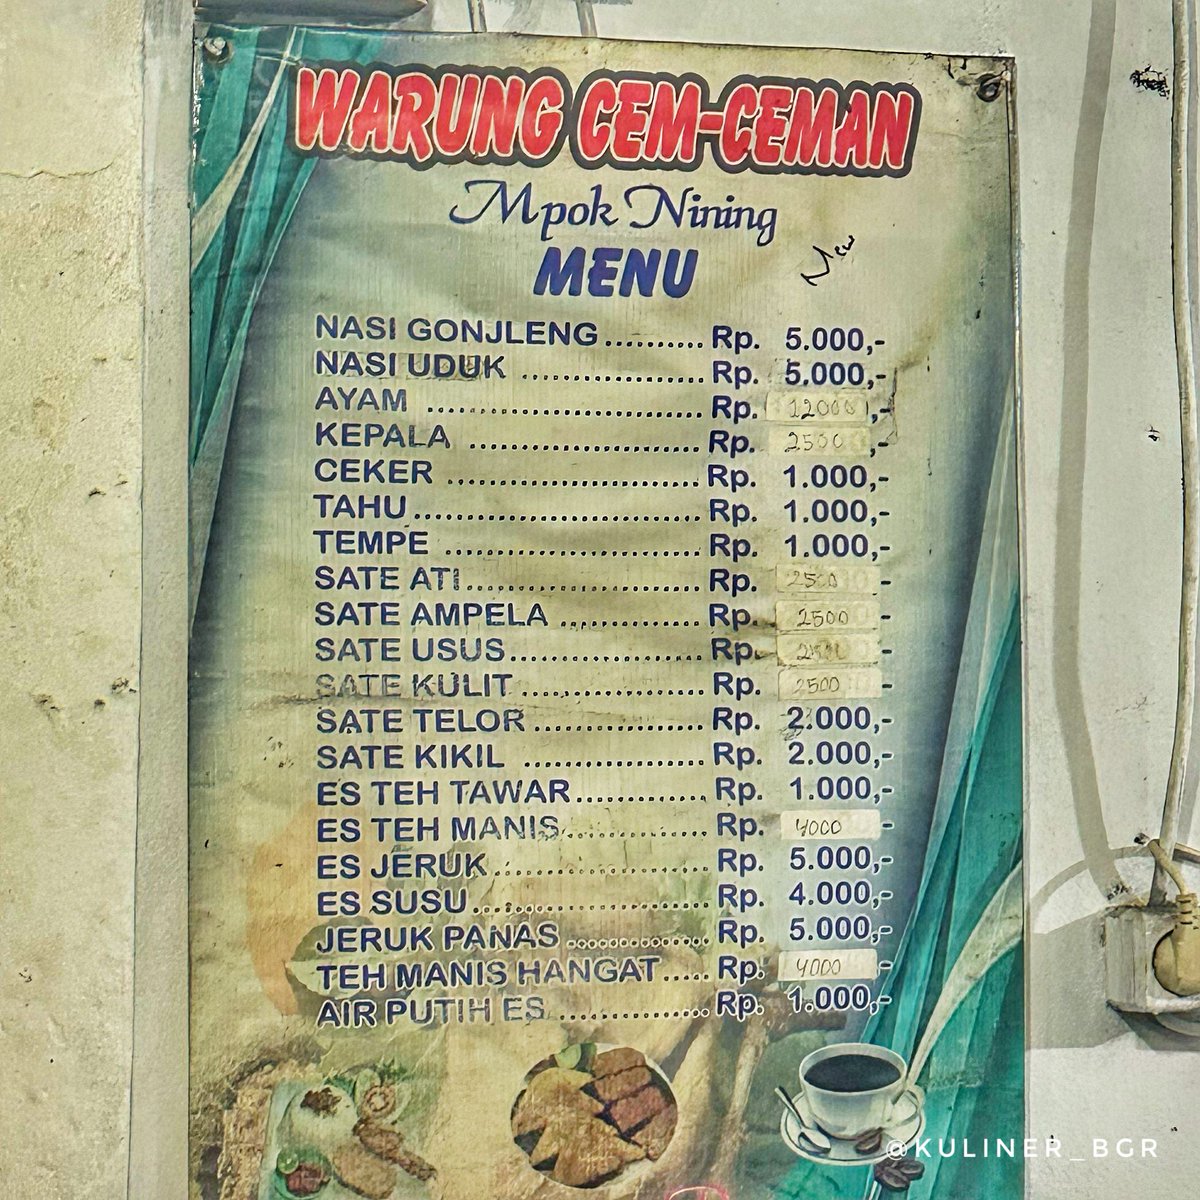 WARUNG CEM-CEMAN
Mpok Nining
MENU
New
NASI GONJLENG.......... Rp. 5.000,-
NASI UDUK .................. Rp. 5.000,-
AYAM ........................... Rp. 12000,-
KEPALA ....................... Rp. 2500,-
CEKER ......................... Rp. 1.000,-
TAHU............................ Rp. 1.000,-
TEMPE ......................... Rp. 1.000,-
SATE ATI....................... Rp. 2500 -
SATE AMPELA .............. Rp. 2500 -
SATE USUS................... Rp. -
SATE KULIT .................. Rp. 2500 -
SATE TELOR ................. Rp. 2.000,-
SATE KIKIL .................. Rp. 2.000,-
ES TEH TAWAR............. Rp. 1.000,-
ES TEH MANIS.............. Rp. 4000 -
ES JERUK..................... Rp. 5.000,-
ES SUSU....................... Rp. 4.000,-
JERUK PANAS .............. Rp. 5.000,-
TEH MANIS HANGAT..... Rp. 4000 -
AIR PUTIH ES ............... Rp. 1.000,-
@KULINER_BGR